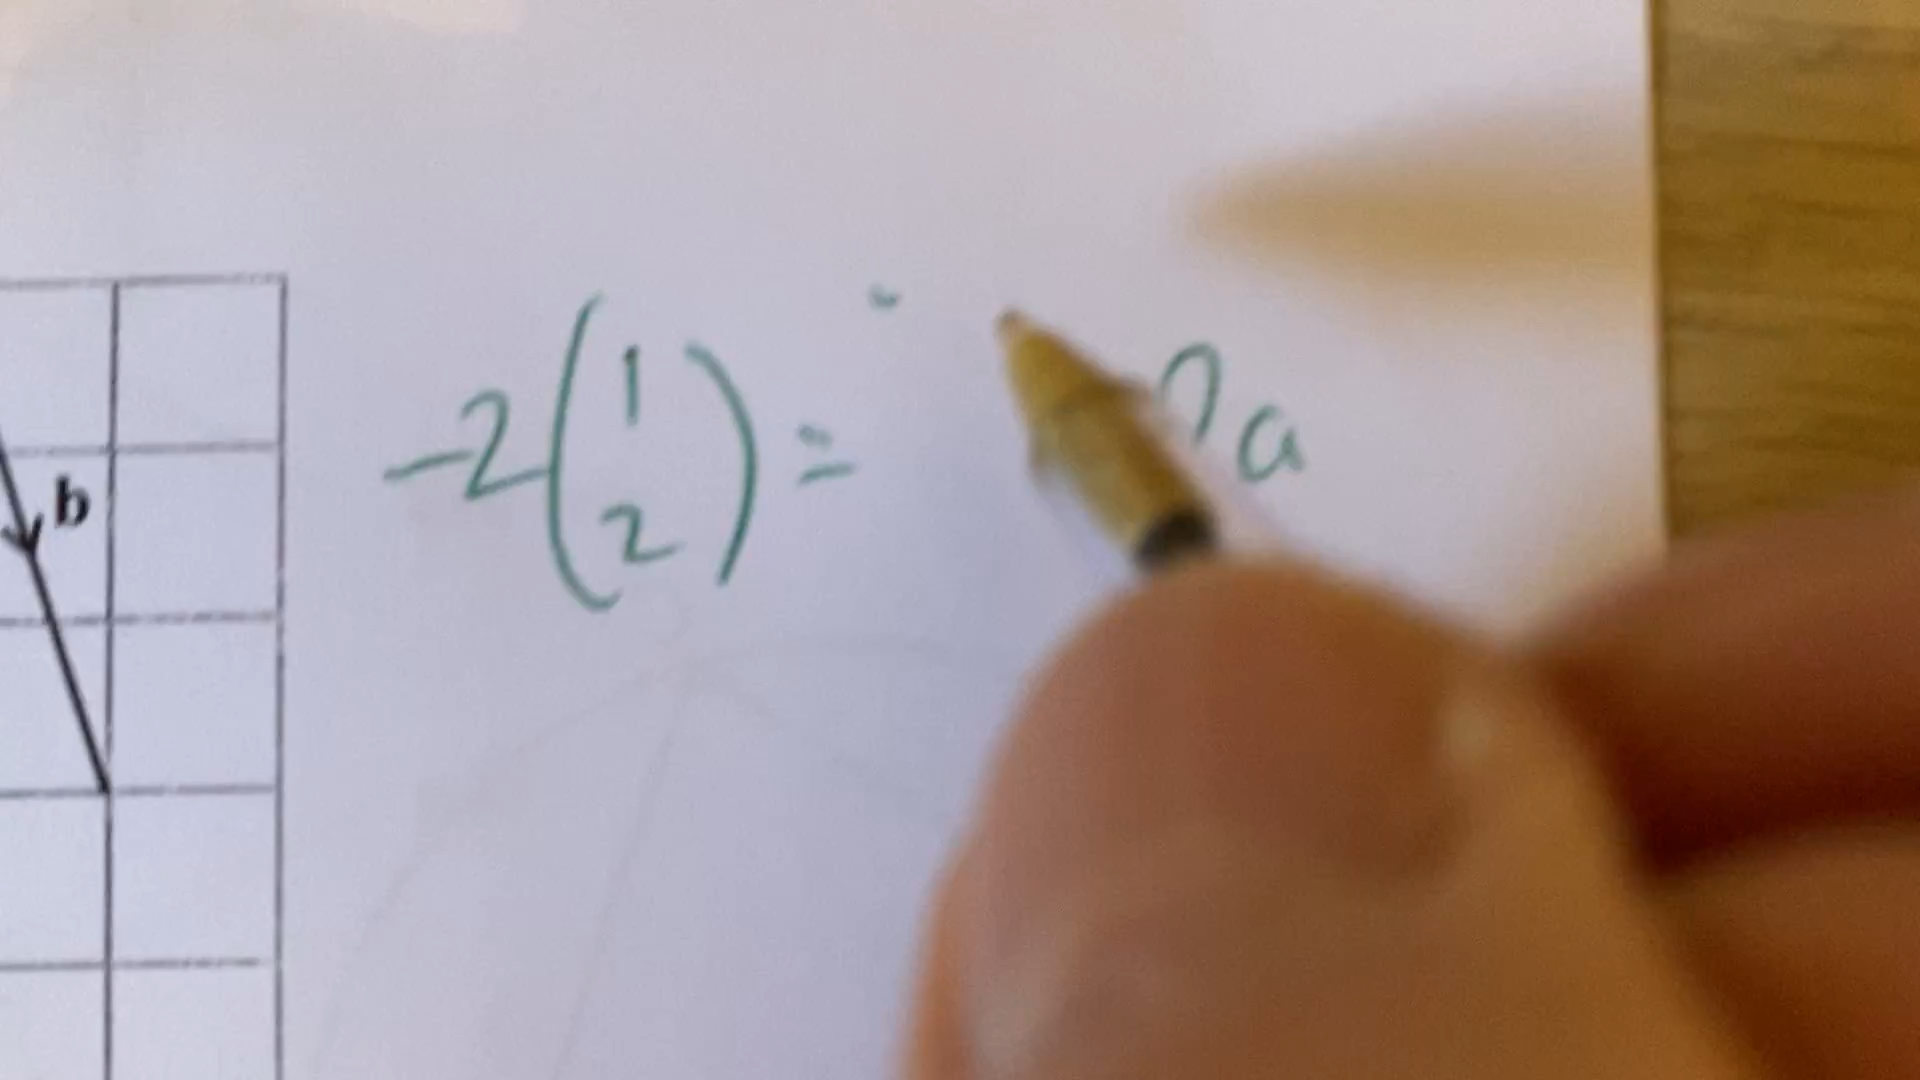 b
-2(1
2) =
a